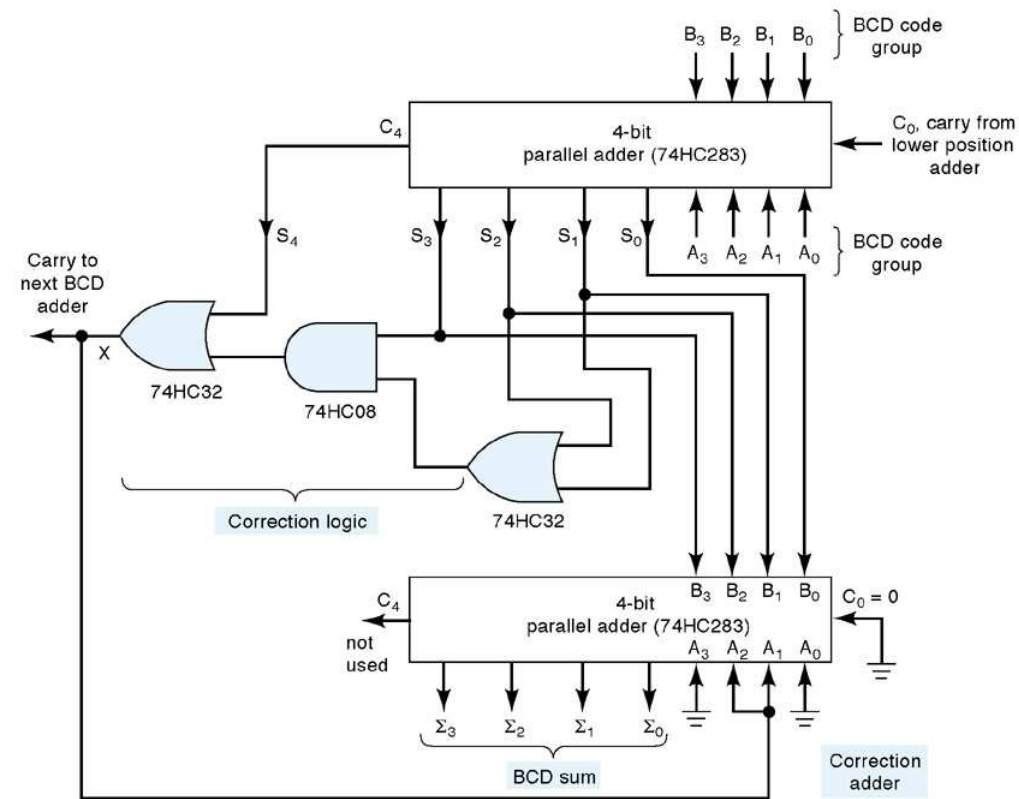 B₃ B₂ B₁ B₀
BCD code
group
C₄
4-bit
parallel adder (74HC283)
C₀, carry from
lower position
adder
S₄
S₃
S₂
S₁
S₀
A₃ A₂ A₁ A₀
BCD code
group
Carry to
next BCD
adder
X
74HC32
74HC08
74HC32
Correction logic
C₄
not
used
4-bit
parallel adder (74HC283)
B₃ B₂ B₁ B₀
A₃ A₂ A₁ A₀
C₀ = 0
Σ₃ Σ₂ Σ₁ Σ₀
BCD sum
Correction
adder